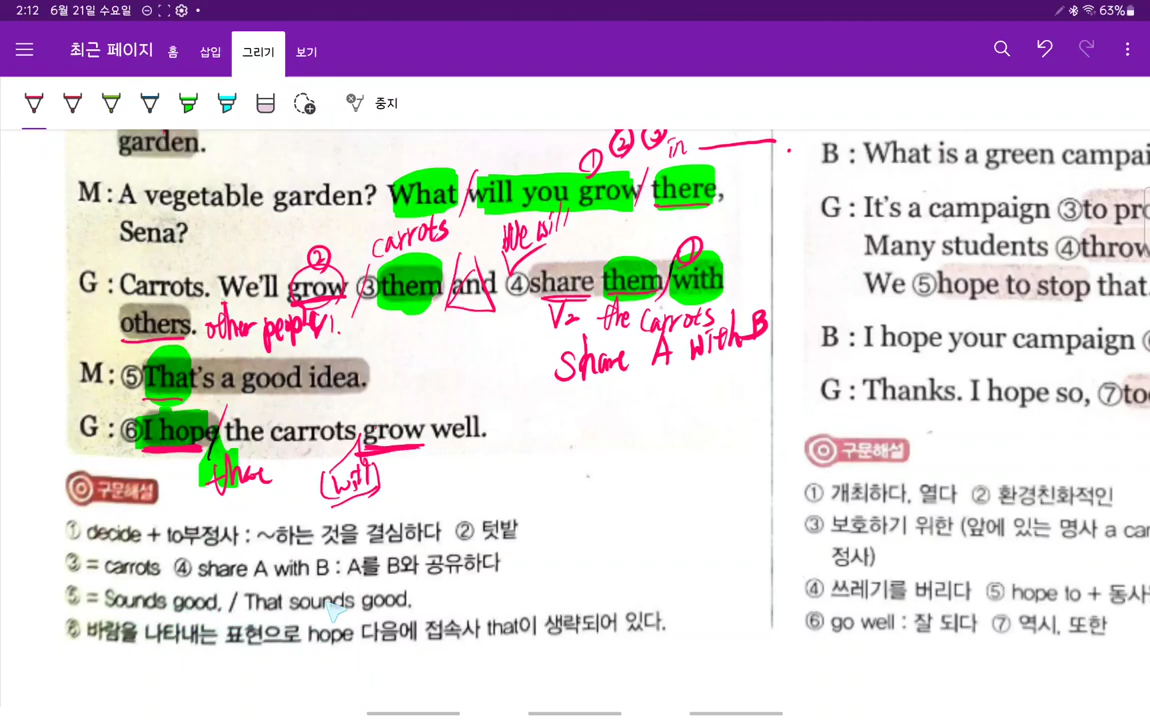 2:12 6월 21일 수요일 63%
최근 페이지 홈 삽입 그리기 보기
중지
garden.
① ② ③ in
M : A vegetable garden? What will you grow there,
Sena?
carrots We will
② ①
G : Carrots. We'll grow ③them and ④share them with
others. other people V1. V2 the carrots
share A with B
M : ⑤That's a good idea.
G : ⑥I hope the carrots grow well.
(will)
구문해설
① decide + to부정사 : ~하는 것을 결심하다 ② 텃밭
③ = carrots ④ share A with B : A를 B와 공유하다
⑤ = Sounds good. / That sounds good.
⑥ 바람을 나타내는 표현으로 hope 다음에 접속사 that이 생략되어 있다.
B : What is a green campai
G : It's a campaign ③to pro
Many students ④throw
We ⑤hope to stop that.
B : I hope your campaign
G : Thanks. I hope so, ⑦to
구문해설
① 개최하다, 열다 ② 환경친화적인
③ 보호하기 위한 (앞에 있는 명사 a car
정사)
④ 쓰레기를 버리다 ⑤ hope to + 동사
⑥ go well : 잘 되다 ⑦ 역시, 또한